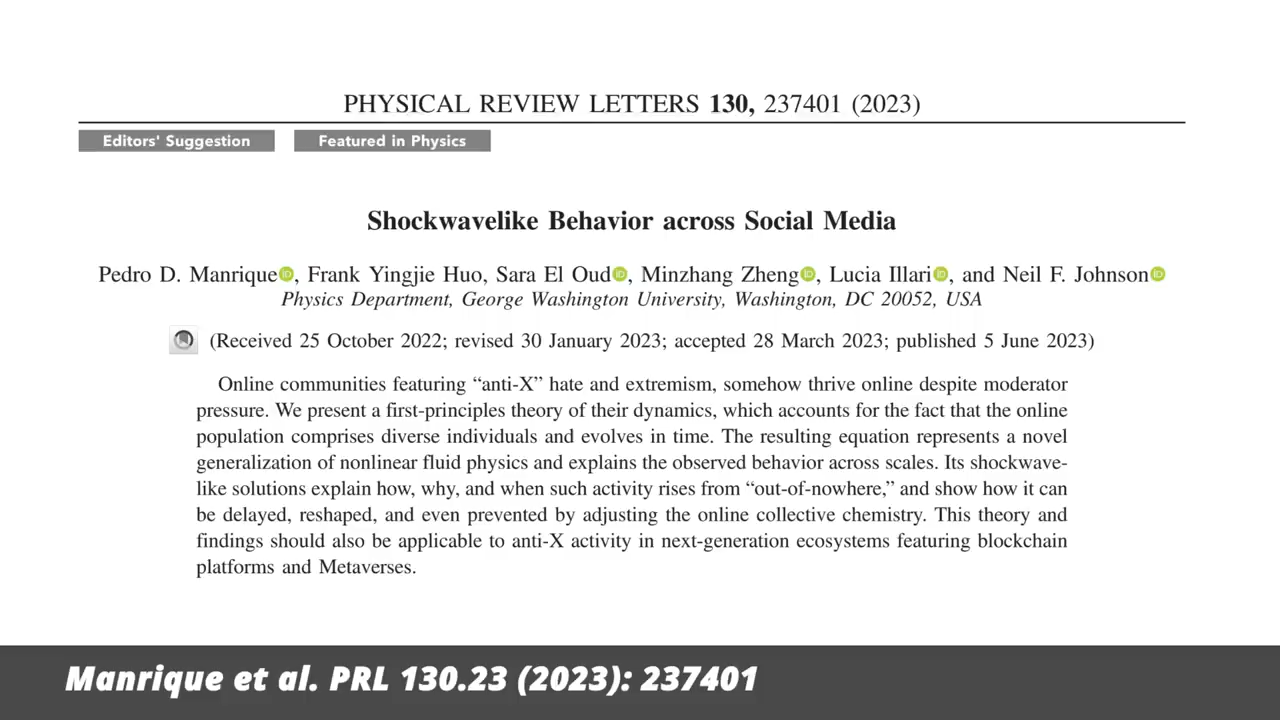 PHYSICAL REVIEW LETTERS 130, 237401 (2023)
Editors' Suggestion
Featured in Physics
Shockwavelike Behavior across Social Media
Pedro D. Manrique, Frank Yingjie Huo, Sara El Oud, Minzhang Zheng, Lucia Illari, and Neil F. Johnson
Physics Department, George Washington University, Washington, DC 20052, USA
(Received 25 October 2022; revised 30 January 2023; accepted 28 March 2023; published 5 June 2023)
Online communities featuring “anti-X” hate and extremism, somehow thrive online despite moderator
pressure. We present a first-principles theory of their dynamics, which accounts for the fact that the online
population comprises diverse individuals and evolves in time. The resulting equation represents a novel
generalization of nonlinear fluid physics and explains the observed behavior across scales. Its shockwave-
like solutions explain how, why, and when such activity rises from “out-of-nowhere,” and show how it can
be delayed, reshaped, and even prevented by adjusting the online collective chemistry. This theory and
findings should also be applicable to anti-X activity in next-generation ecosystems featuring blockchain
platforms and Metaverses.
Manrique et al. PRL 130.23 (2023): 237401